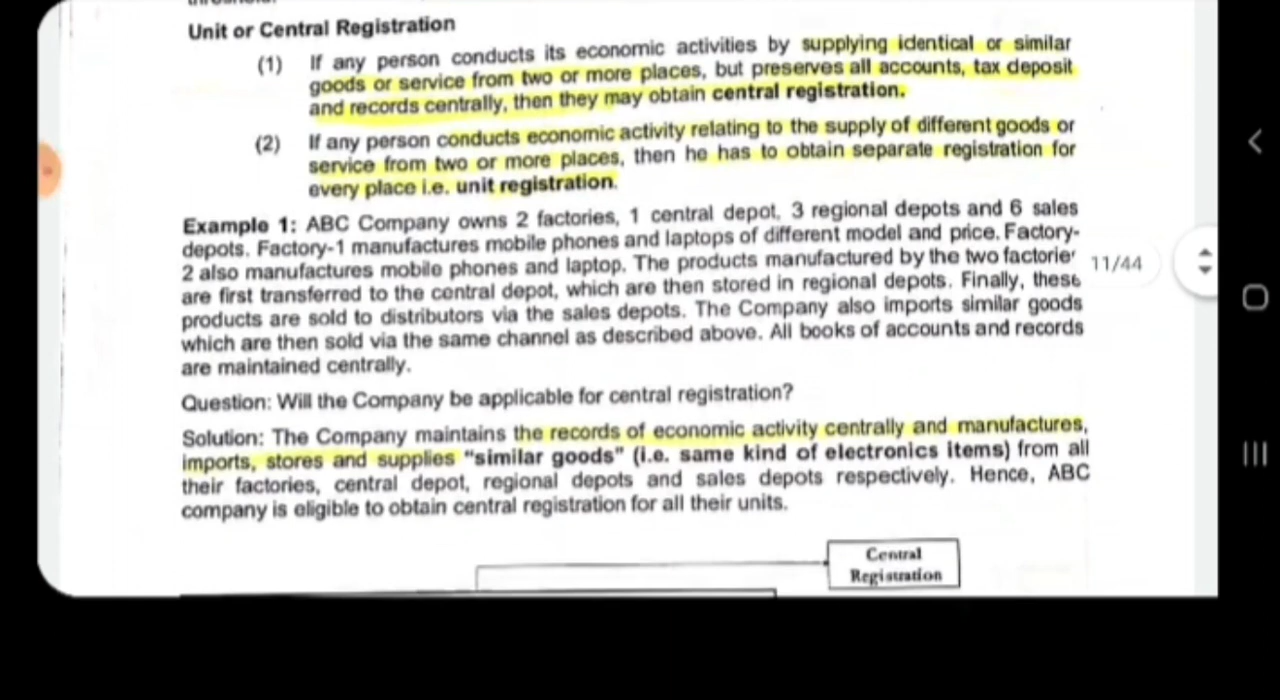 Unit or Central Registration
(1) If any person conducts its economic activities by supplying identical or similar
goods or service from two or more places, but preserves all accounts, tax deposit
and records centrally, then they may obtain central registration.
(2) If any person conducts economic activity relating to the supply of different goods or
service from two or more places, then he has to obtain separate registration for
every place i.e. unit registration.
Example 1: ABC Company owns 2 factories, 1 central depot, 3 regional depots and 6 sales
depots. Factory-1 manufactures mobile phones and laptops of different model and price. Factory-
2 also manufactures mobile phones and laptop. The products manufactured by the two factorie
11/44
are first transferred to the central depot, which are then stored in regional depots. Finally, these
products are sold to distributors via the sales depots. The Company also imports similar goods
which are then sold via the same channel as described above. All books of accounts and records
are maintained centrally.
Question: Will the Company be applicable for central registration?
Solution: The Company maintains the records of economic activity centrally and manufactures,
imports, stores and supplies "similar goods" (i.e. same kind of electronics items) from all
their factories, central depot, regional depots and sales depots respectively. Hence, ABC
company is eligible to obtain central registration for all their units.
Central
Registration